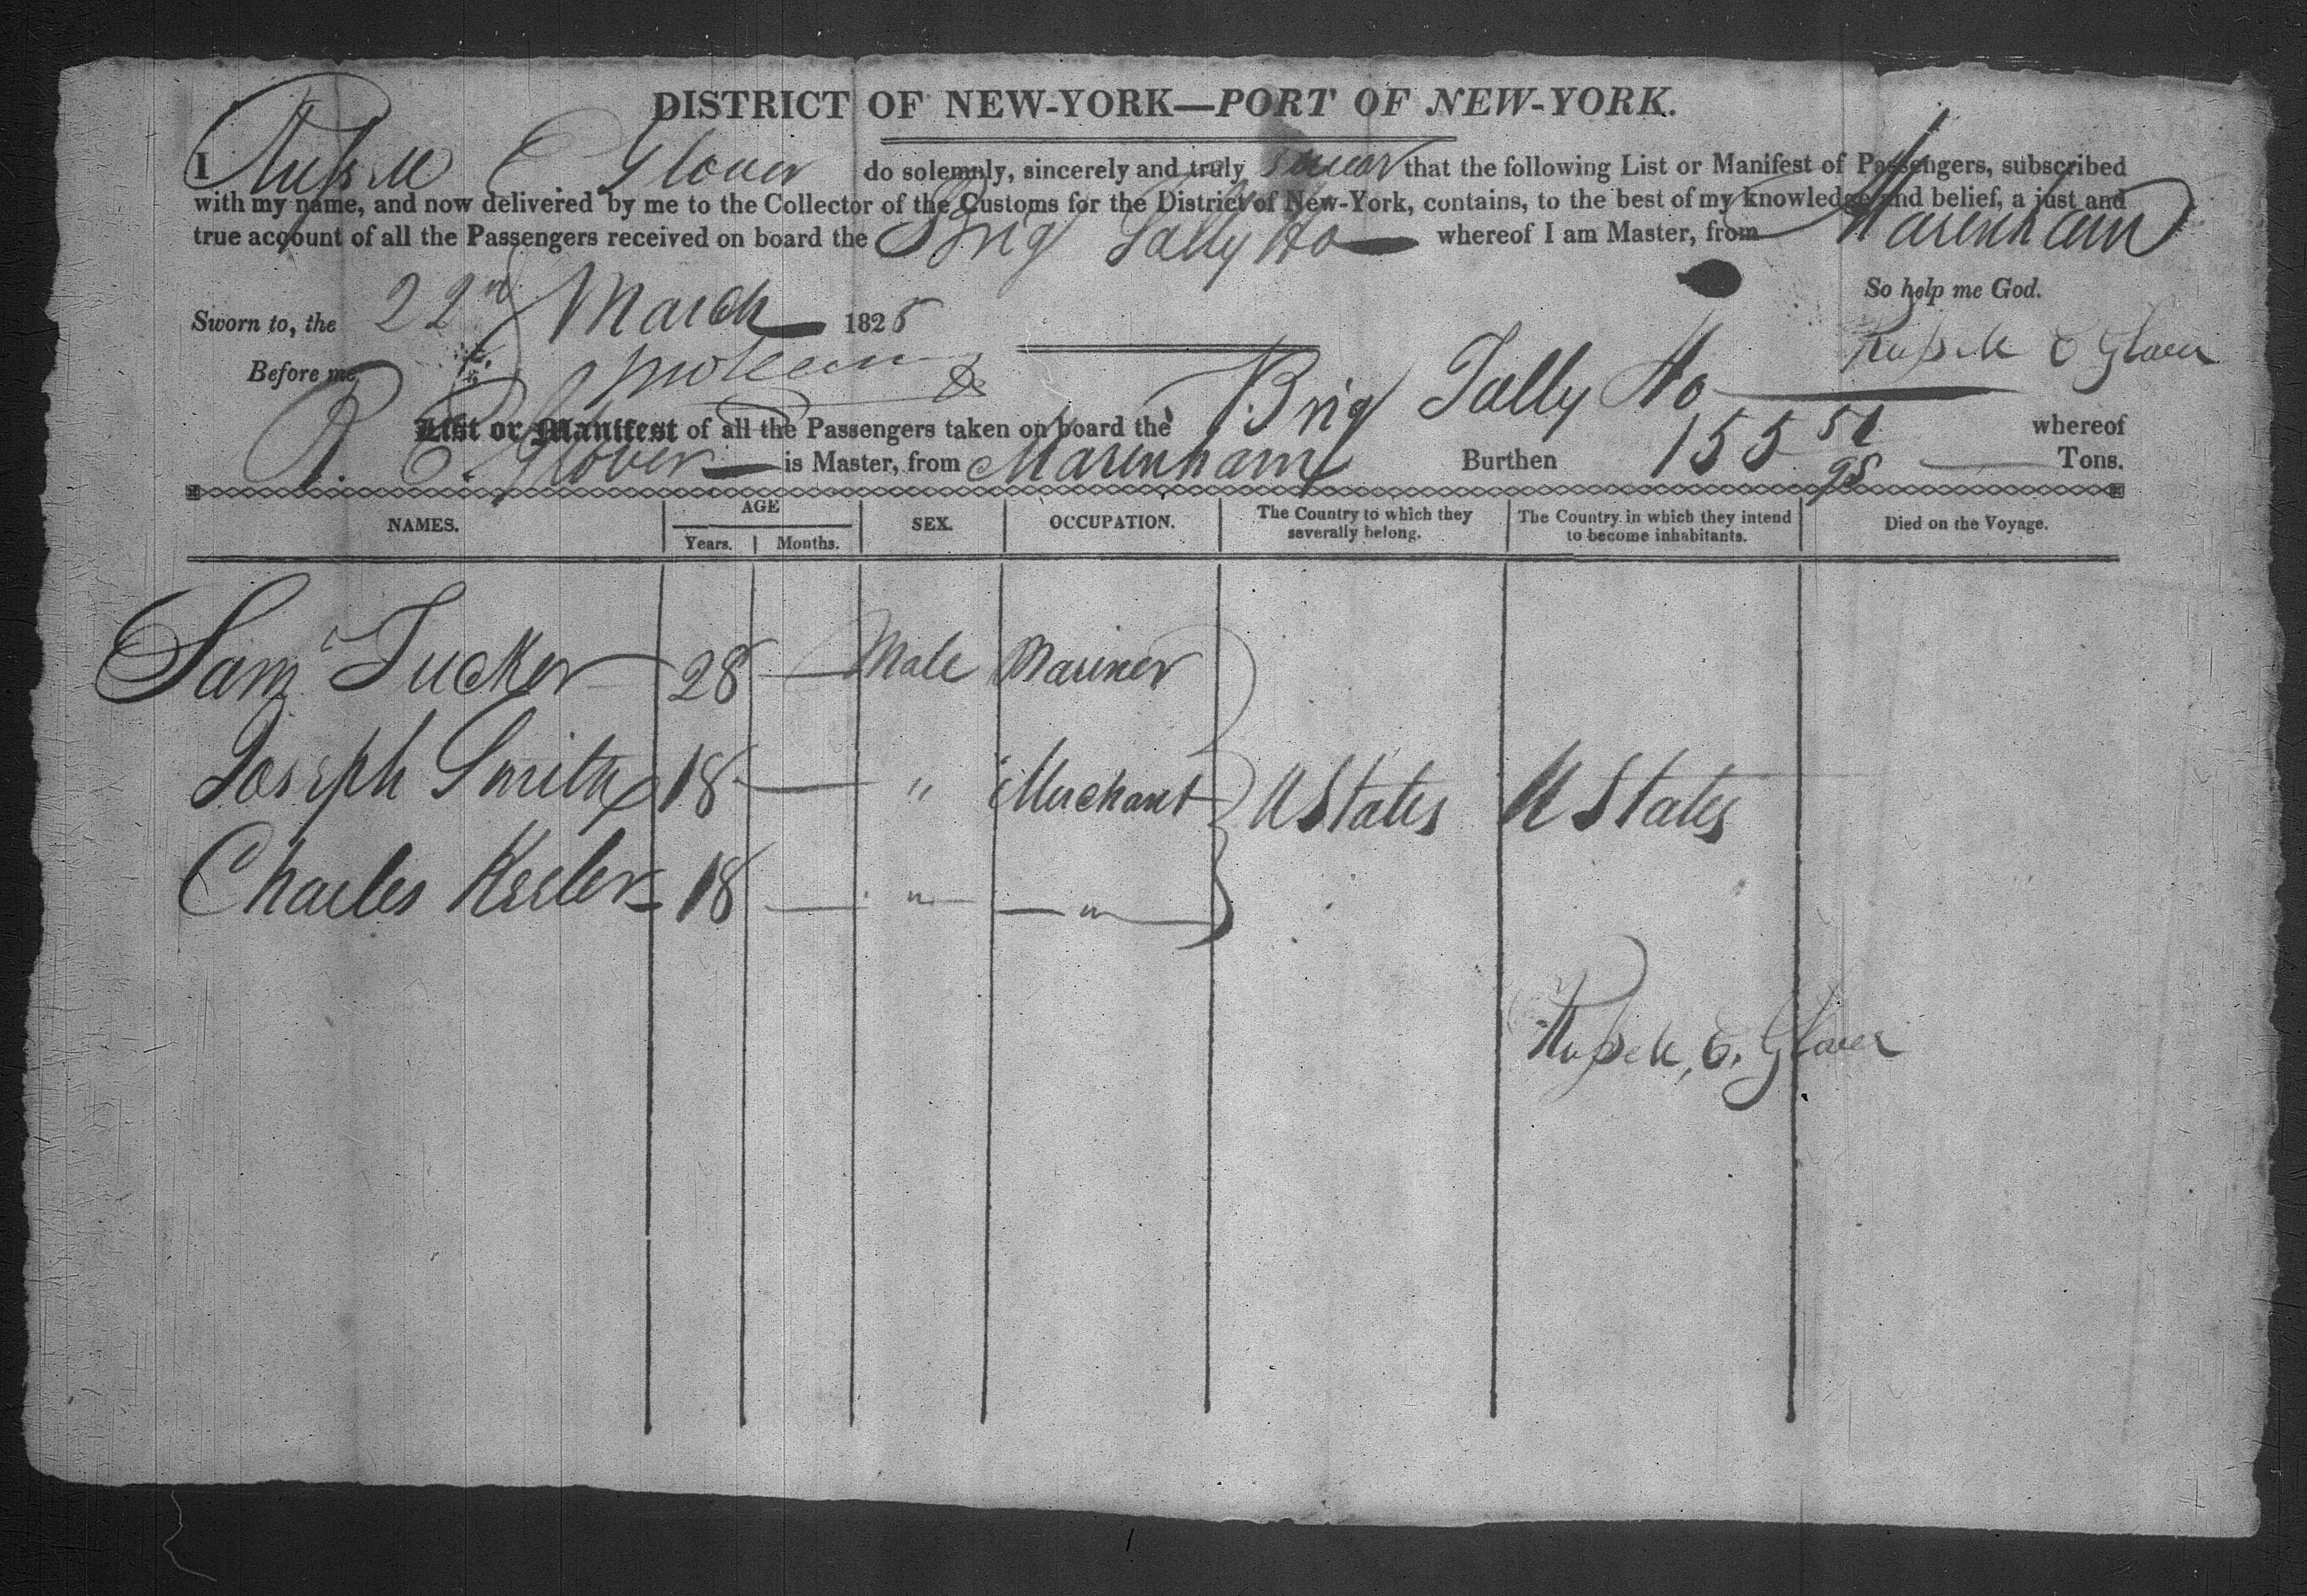 DISTRICT OF NEW-YORK—PORT OF NEW-YORK.
I Russell E Glover do solemnly, sincerely and truly swear that the following List or Manifest of Passengers, subscribed
with my name, and now delivered by me to the Collector of the Customs for the District of New-York, contains, to the best of my knowledge and belief, a just and
true account of all the Passengers received on board the Brig Tally Ho whereof I am Master, from Marenham
So help me God.
Sworn to, the 22nd March 1828
Russell E Glover
Before me,
List or Manifest of all the Passengers taken on board the Brig Tally Ho whereof
R. E. Glover is Master, from Marenham Burthen 155 51/95 Tons.
NAMES. AGE SEX. OCCUPATION. The Country to which they severally belong. The Country in which they intend to become inhabitants. Died on the Voyage.
Years. Months.
Saml Tucker 28 — Male Mariner
Joseph Smith 18 — " Merchant U States U States
Charles Keeler 18 — " — " —
Russell, E. Glover